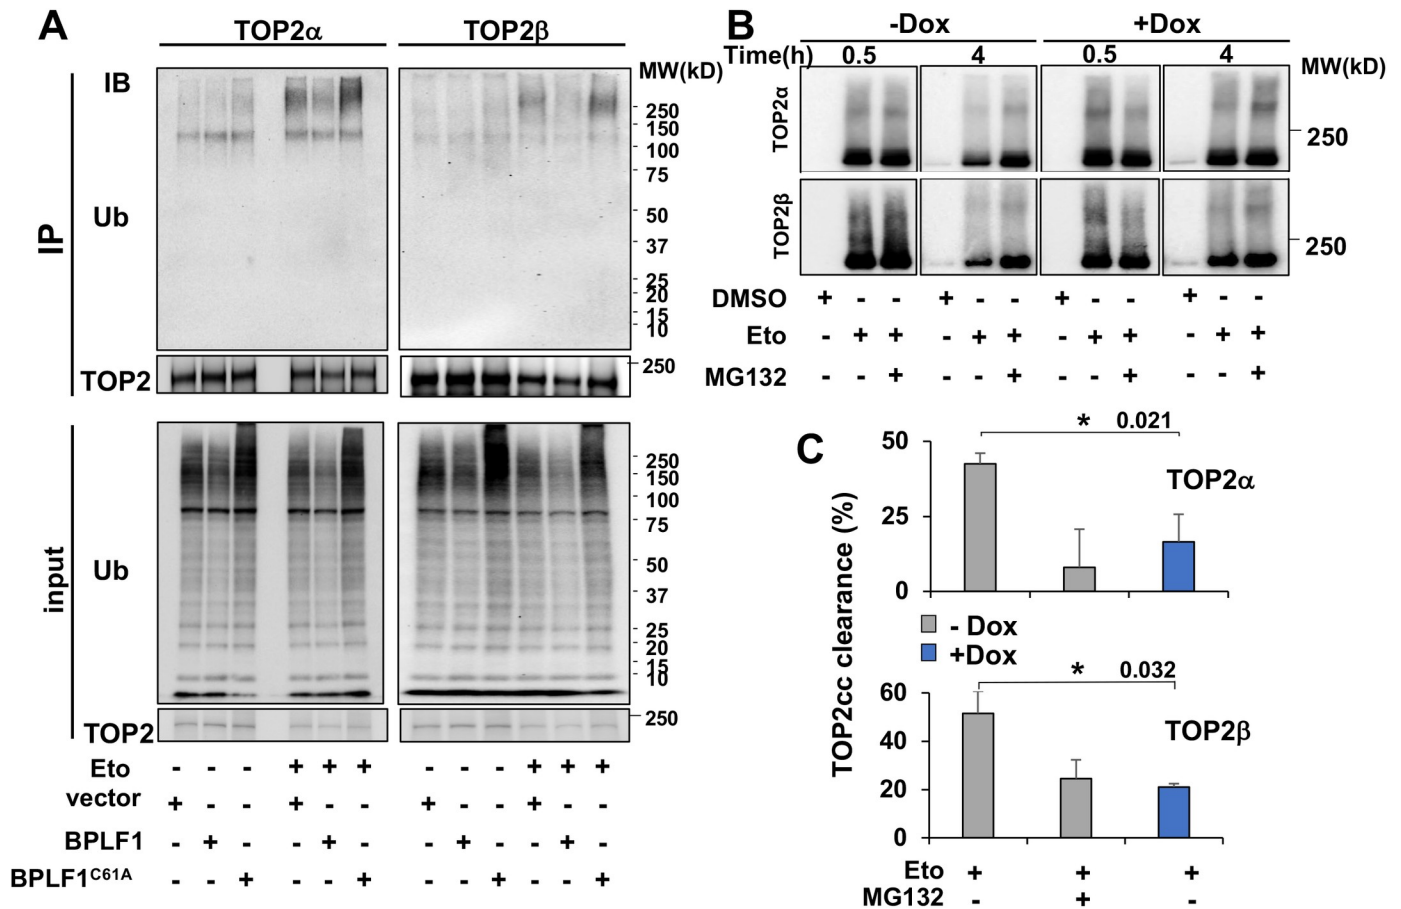 A
TOP2α TOP2β
MW(kD)
IB
IP
Ub
250
150
100
75
50
37
25
20
15
10
TOP2
250
input
Ub
250
150
100
75
50
37
25
20
15
10
TOP2
250
Eto - - - + + + - - - + + +
vector + - - + - - + - - + - -
BPLF1 - + - - + - - + - - + -
BPLF1C61A - - + - - + - - + - - +
B
-Dox +Dox
Time(h) 0.5 4 0.5 4
MW(kD)
TOP2α
250
TOP2β
250
DMSO + - - + - - + - - + - -
Eto - + + - + + - + + - + +
MG132 - - + - - + - - + - - +
C
TOP2cc clearance (%)
* 0.021
50
25
0
TOP2α
- Dox
+Dox
* 0.032
60
40
20
0
TOP2β
Eto + + +
MG132 - + -